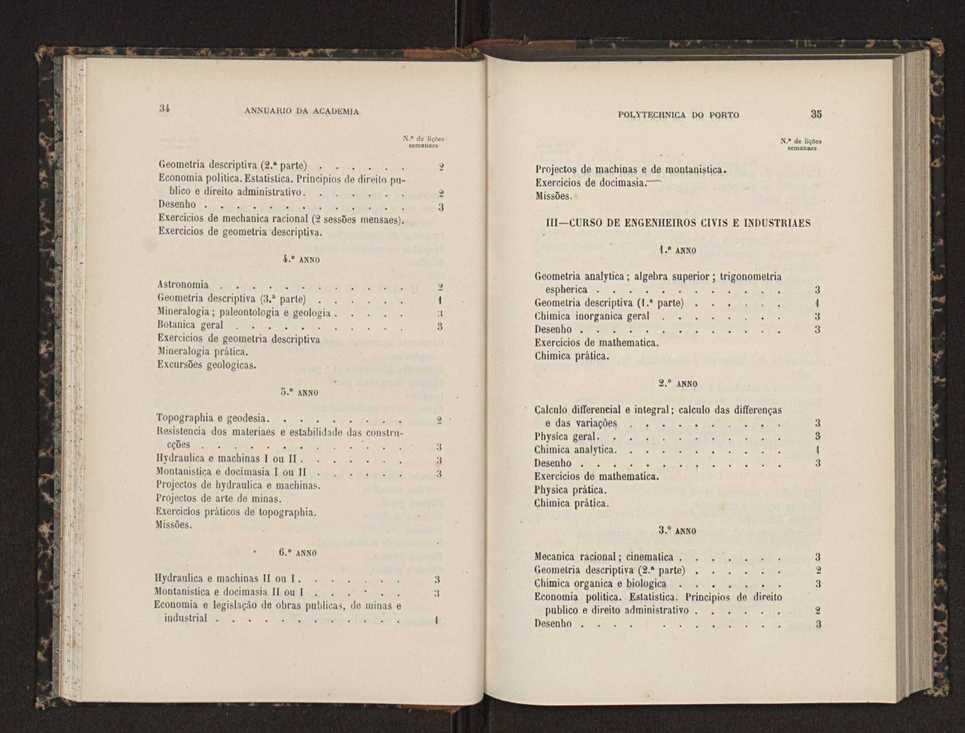 34 ANNUARIO DA ACADEMIA
N.º de lições
semanaes
Geometria descriptiva (2.ª parte) . . . . . . 2
Economia politica. Estatistica. Principios de direito pu-
blico e direito administrativo. . . . . . . 2
Desenho . . . . . . . . . . . . . 3
Exercicios de mechanica racional (2 sessões mensaes).
Exercicios de geometria descriptiva.
4.º ANNO
Astronomia . . . . . . . . . . . . 2
Geometria descriptiva (3.ª parte) . . . . . . 1
Mineralogia; paleontologia e geologia . . . . . 3
Botanica geral . . . . . . . . . . . 3
Exercicios de geometria descriptiva
Mineralogia prática.
Excursões geologicas.
5.º ANNO
Topographia e geodesia. . . . . . . . . 2
Resistencia dos materiaes e estabilidade das constru-
cções . . . . . . . . . . . . . 3
Hydraulica e machinas I ou II . . . . . . . 3
Montanistica e docimasia I ou II . . . . . . 3
Projectos de hydraulica e machinas.
Projectos de arte de minas.
Exercicios práticos de topographia.
Missões.
6.º ANNO
Hydraulica e machinas II ou I . . . . . . . 3
Montanistica e docimasia II ou I . . . . . . 3
Economia e legislação de obras publicas, de minas e
industrial . . . . . . . . . . . . 1
POLYTECHNICA DO PORTO 35
N.º de lições
semanaes
Projectos de machinas e de montanistica.
Exercicios de docimasia.
Missões.
III—CURSO DE ENGENHEIROS CIVIS E INDUSTRIAES
1.º ANNO
Geometria analytica; algebra superior; trigonometria
espherica . . . . . . . . . . . . 3
Geometria descriptiva (1.ª parte) . . . . . . 1
Chimica inorganica geral . . . . . . . . 3
Desenho . . . . . . . . . . . . . 3
Exercicios de mathematica.
Chimica prática.
2.º ANNO
Calculo differencial e integral; calculo das differenças
e das variações . . . . . . . . . . 3
Physica geral. . . . . . . . . . . . 3
Chimica analytica. . . . . . . . . . . 1
Desenho . . . . . . . . . . . . . 3
Exercicios de mathematica.
Physica prática.
Chimica prática.
3.º ANNO
Mecanica racional; cinematica . . . . . . . 3
Geometria descriptiva (2.ª parte) . . . . . . 2
Chimica organica e biologica . . . . . . . 3
Economia politica. Estatistica. Principios de direito
publico e direito administrativo . . . . . . 2
Desenho . . . . . . . . . . . . 3